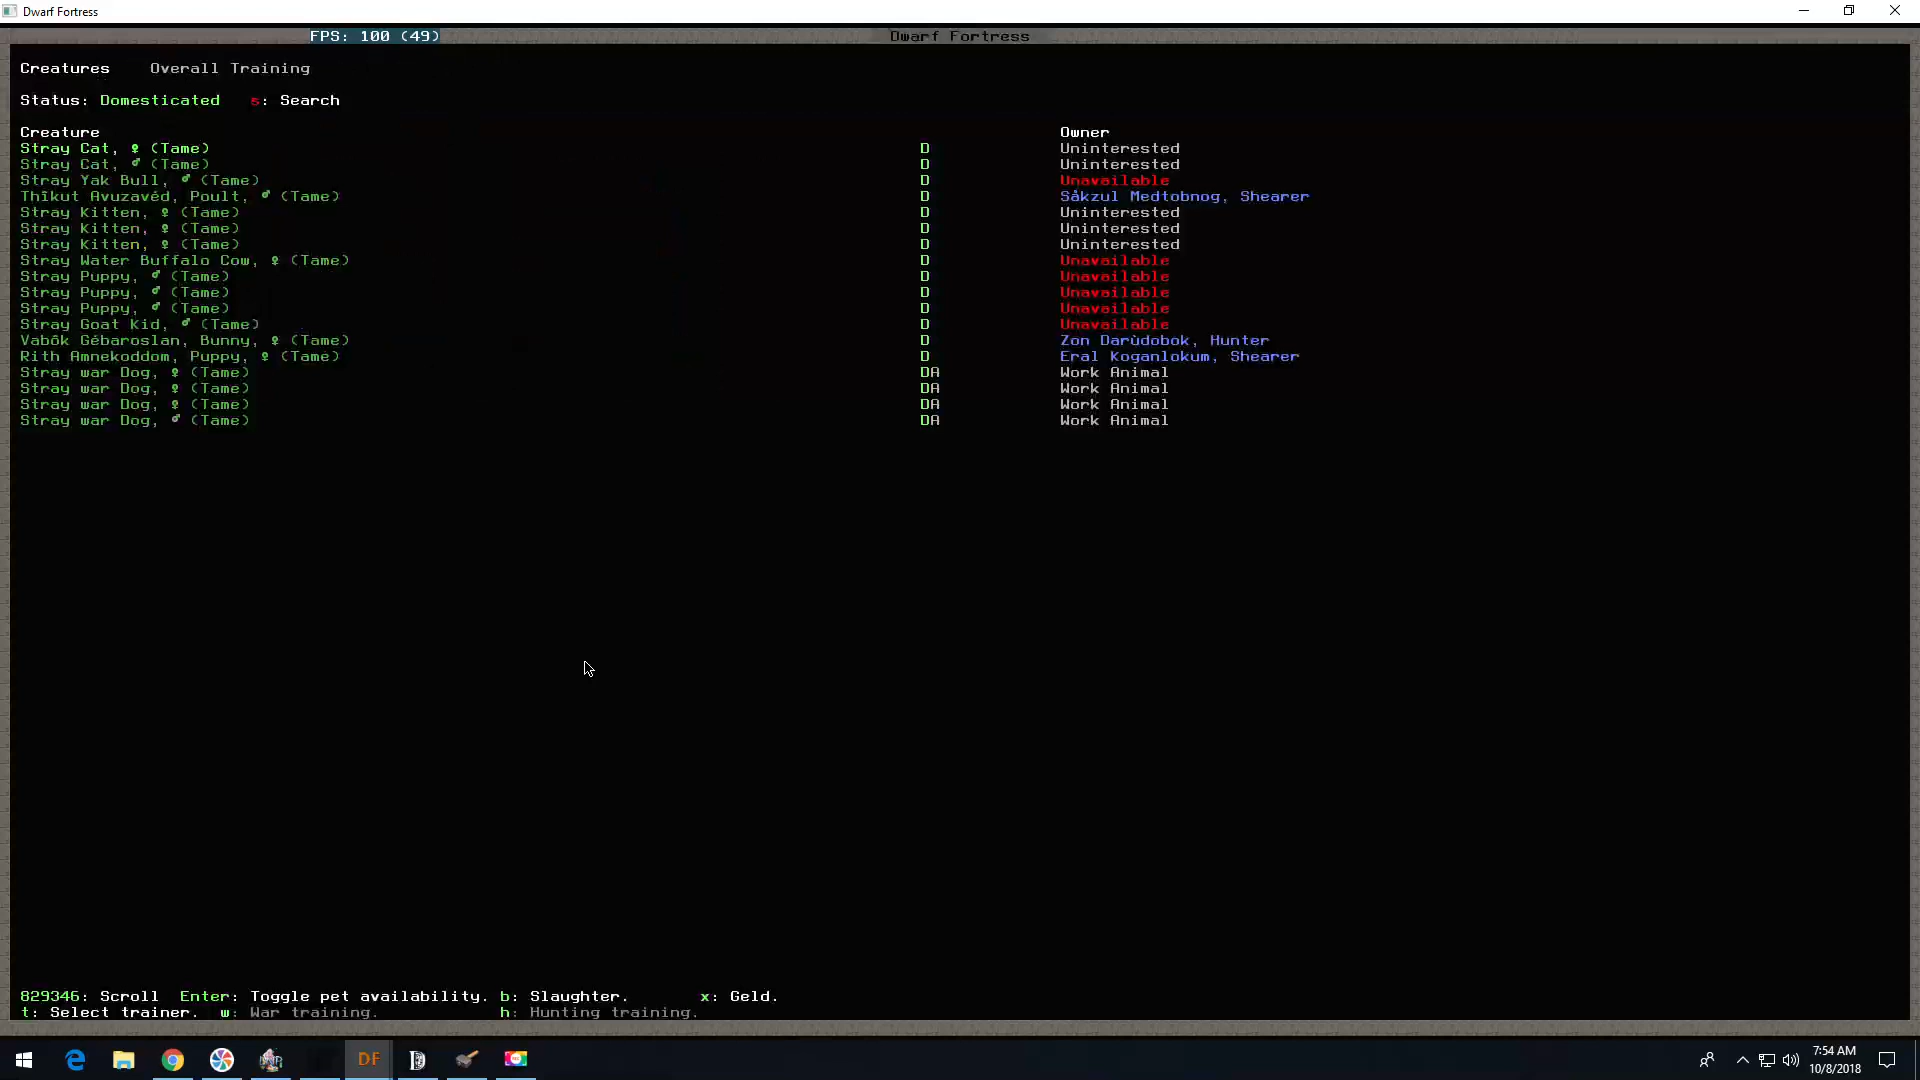 Dwarf Fortress
FPS: 100 (49) Dwarf Fortress
Creatures Overall Training
Status: Domesticated s: Search
Creature Owner
Stray Cat, ♀ (Tame) D Uninterested
Stray Cat, ♂ (Tame) D Uninterested
Stray Yak Bull, ♂ (Tame) D Unavailable
Thîkut Avuzavéd, Poult, ♂ (Tame) D Såkzul Medtobnog, Shearer
Stray Kitten, ♀ (Tame) D Uninterested
Stray Kitten, ♀ (Tame) D Uninterested
Stray Kitten, ♀ (Tame) D Uninterested
Stray Water Buffalo Cow, ♀ (Tame) D Unavailable
Stray Puppy, ♂ (Tame) D Unavailable
Stray Puppy, ♂ (Tame) D Unavailable
Stray Puppy, ♂ (Tame) D Unavailable
Stray Goat Kid, ♂ (Tame) D Unavailable
Vabôk Gëbaroslan, Bunny, ♀ (Tame) D Zon Darùdobok, Hunter
Rith Amnekoddom, Puppy, ♀ (Tame) D Eral Koganlokum, Shearer
Stray war Dog, ♀ (Tame) DA Work Animal
Stray war Dog, ♀ (Tame) DA Work Animal
Stray war Dog, ♀ (Tame) DA Work Animal
Stray war Dog, ♂ (Tame) DA Work Animal
829346: Scroll Enter: Toggle pet availability. b: Slaughter. x: Geld.
t: Select trainer. w: War training. h: Hunting training.
DF
7:54 AM
10/8/2018